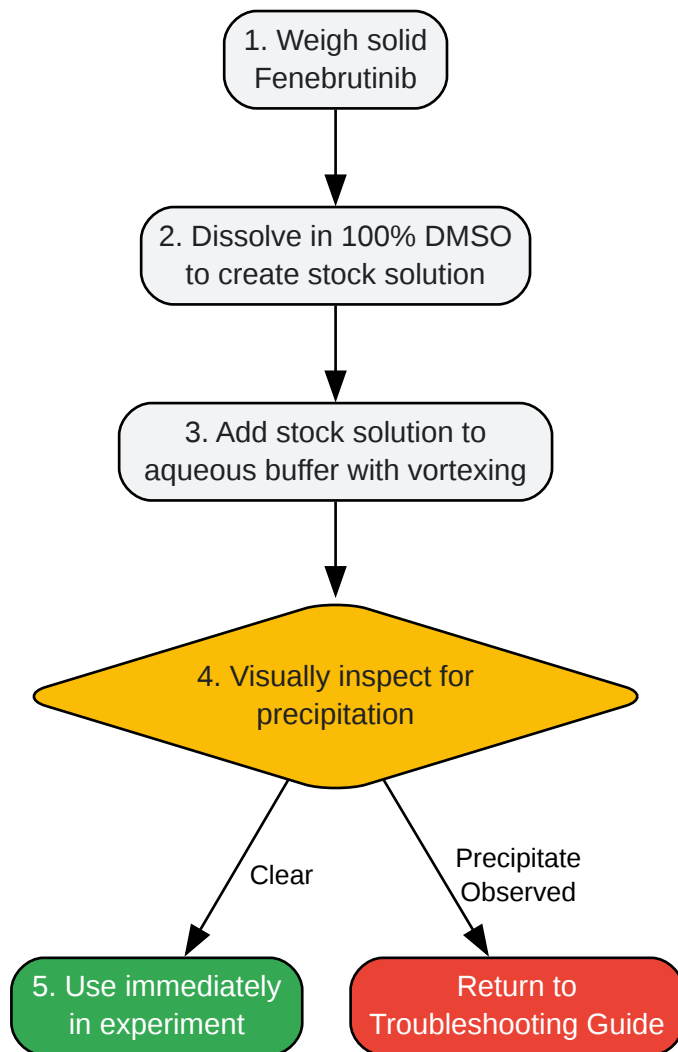 1. Weigh solid
Fenebrutinib
2. Dissolve in 100% DMSO
to create stock solution
3. Add stock solution to
aqueous buffer with vortexing
4. Visually inspect for
precipitation
Clear
Precipitate
Observed
5. Use immediately
in experiment
Return to
Troubleshooting Guide